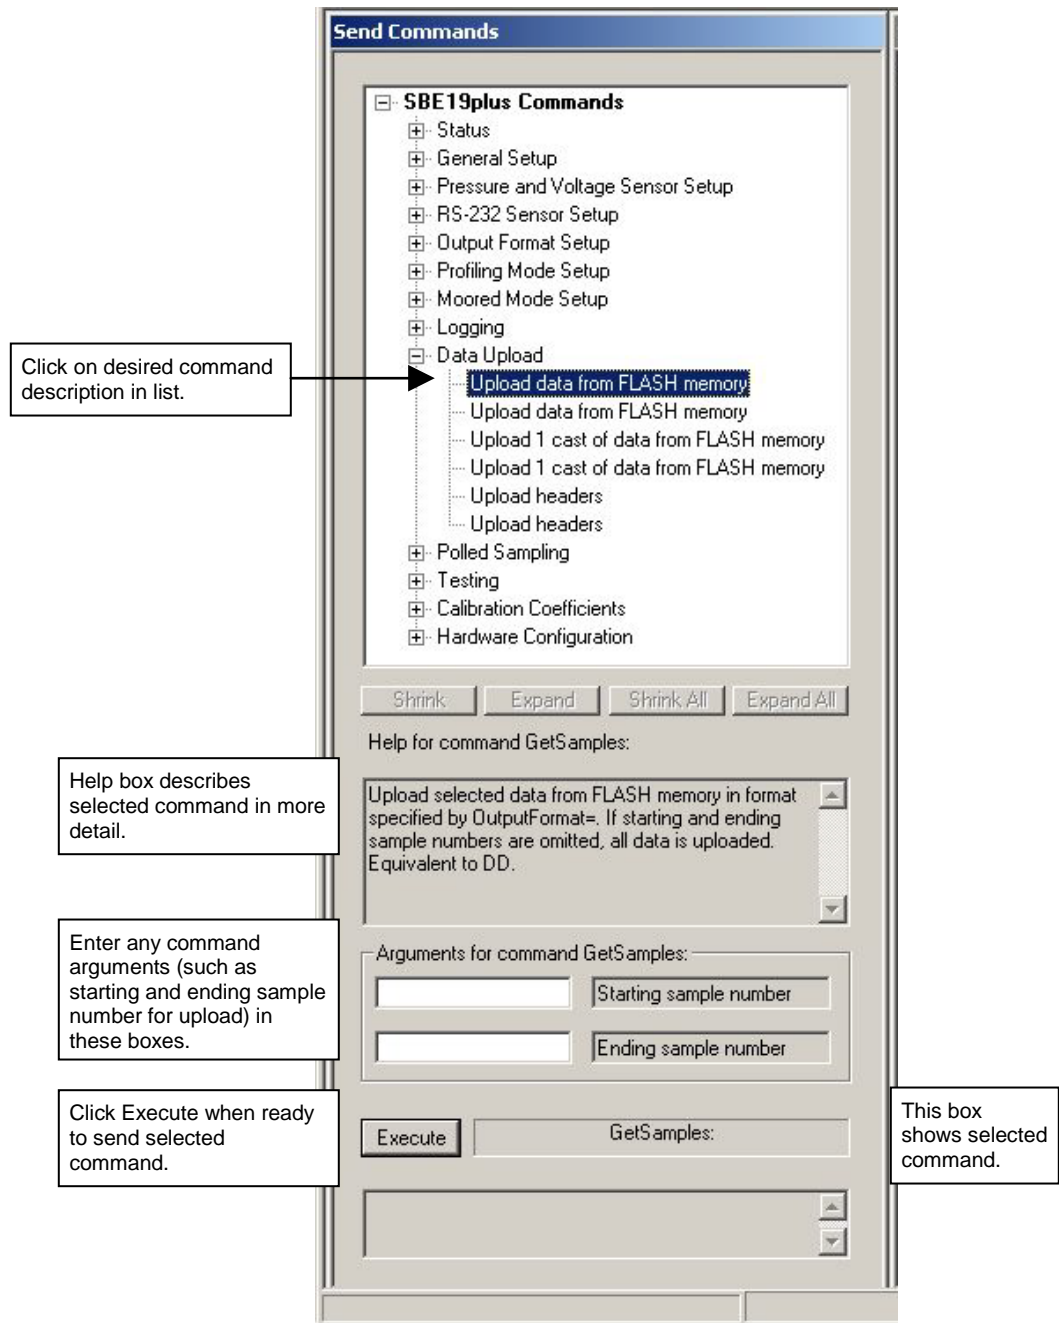 Send Commands
SBE19plus Commands
Status
General Setup
Pressure and Voltage Sensor Setup
RS-232 Sensor Setup
Output Format Setup
Profiling Mode Setup
Moored Mode Setup
Logging
Data Upload
Click on desired command
description in list.
Upload data from FLASH memory
Upload data from FLASH memory
Upload 1 cast of data from FLASH memory
Upload 1 cast of data from FLASH memory
Upload headers
Upload headers
Polled Sampling
Testing
Calibration Coefficients
Hardware Configuration
Shrink Expand Shrink All Expand All
Help for command GetSamples:
Help box describes
selected command in more
detail.
Upload selected data from FLASH memory in format
specified by OutputFormat=. If starting and ending
sample numbers are omitted, all data is uploaded.
Equivalent to DD.
Enter any command
arguments (such as
starting and ending sample
number for upload) in
these boxes.
Arguments for command GetSamples:
Starting sample number
Ending sample number
Click Execute when ready
to send selected
command.
Execute GetSamples:
This box
shows selected
command.